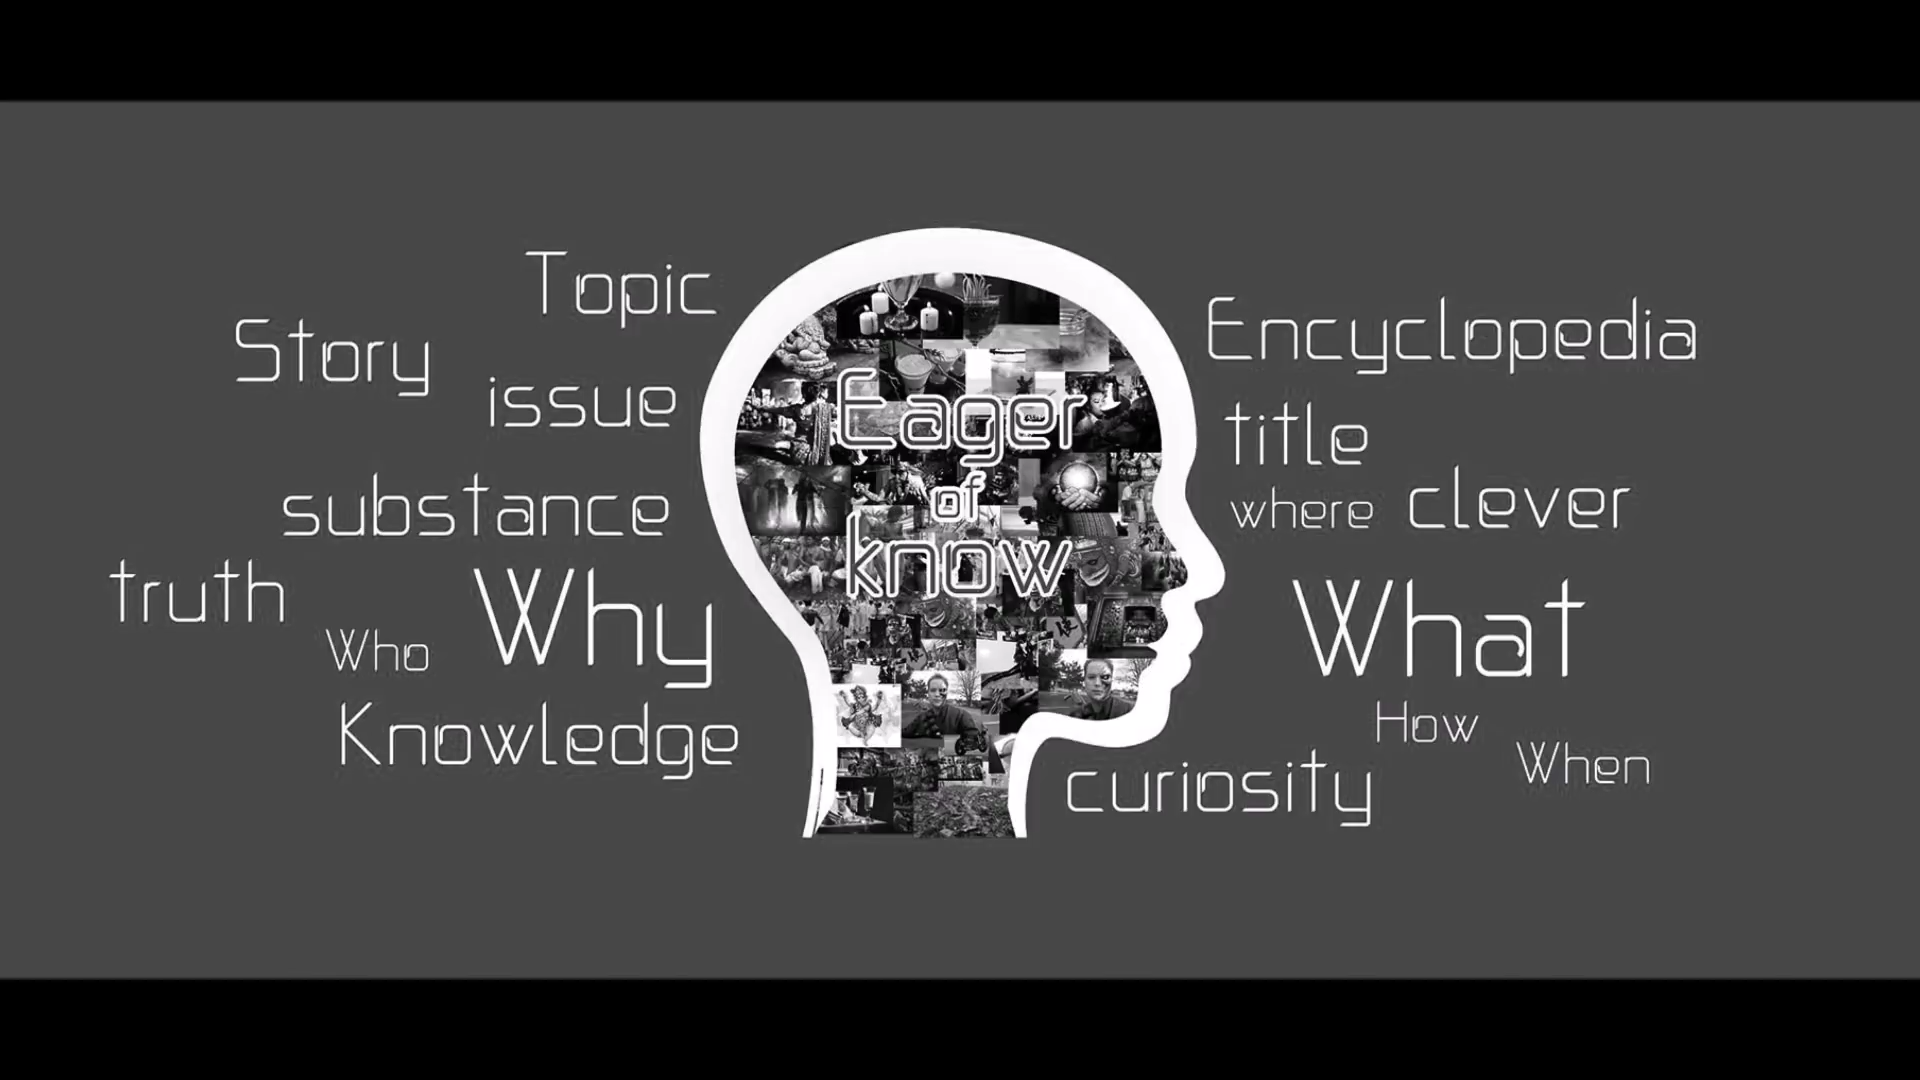 Topic
Story
issue
substance
truth
Who
Why
Knowledge
Eager
of
know
Encyclopedia
title
where
clever
What
How
When
curiosity